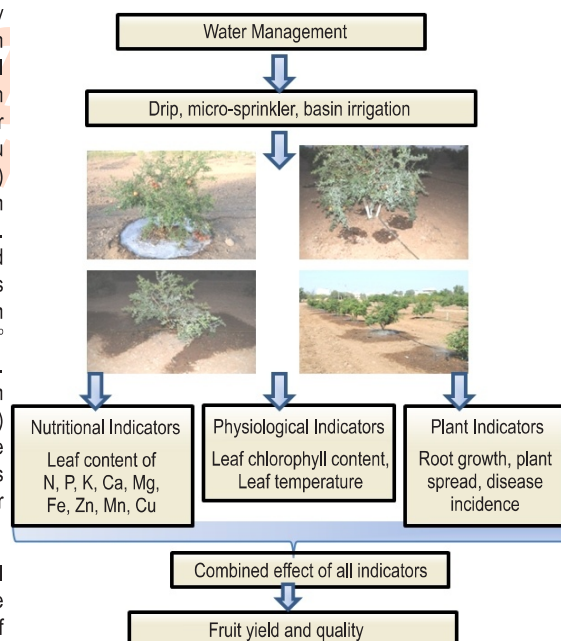 Water Management
Drip, micro-sprinkler, basin irrigation
Nutritional Indicators
Leaf content of
N, P, K, Ca, Mg,
Fe, Zn, Mn, Cu
Physiological Indicators
Leaf chlorophyll content,
Leaf temperature
Plant Indicators
Root growth, plant
spread, disease
incidence
Combined effect of all indicators
Fruit yield and quality